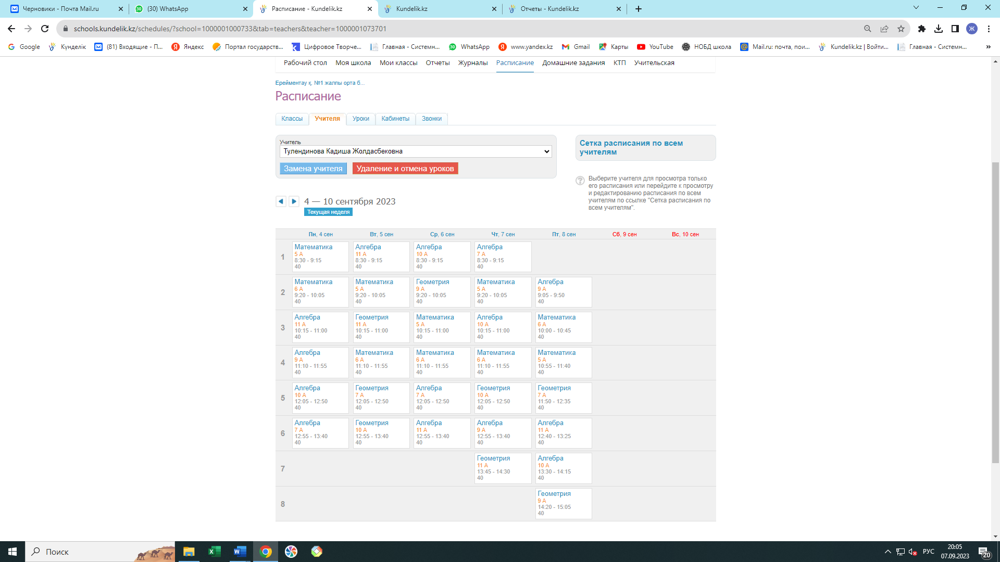 Черновики - Почта Mail.ru
(30) WhatsApp
Расписание - Kundelik.kz
Kundelik.kz
Отчеты - Kundelik.kz
schools.kundelik.kz/schedules/?school=1000001000733&tab=teachers&teacher=1000001073701
Ж
Google
Күнделік
(81) Входящие - П...
Яндекс
Портал государств...
Цифровое Творче...
Главная - Системн...
WhatsApp
www.yandex.kz
Gmail
Карты
YouTube
НОБД школа
Mail.ru: почта, пои...
Kundelik.kz | Войти...
Главная - Системн...
»
Рабочий стол Моя школа Мои классы Отчеты Журналы Расписание Домашние задания КТП Учительская
Ерейментау қ. №1 жалпы орта б...
Расписание
Классы Учителя Уроки Кабинеты Звонки
Учитель
Тулендинова Кадиша Жолдасбековна
Замена учителя Удаление и отмена уроков
Сетка расписания по всем
учителям
Выберите учителя для просмотра только
его расписания или перейдите к просмотру
и редактированию расписания по всем
учителям по ссылке "Сетка расписания по
всем учителям".
4 — 10 сентября 2023
Текущая неделя
Пн, 4 сен Вт, 5 сен Ср, 6 сен Чт, 7 сен Пт, 8 сен Сб, 9 сен Вс, 10 сен
1
Математика Алгебра Алгебра Алгебра
5 А 11 А 10 А 7 А
8:30 - 9:15 8:30 - 9:15 8:30 - 9:15 8:30 - 9:15
40 40 40 40
2
Математика Математика Геометрия Математика Алгебра
6 А 5 А 9 А 5 А 9 А
9:20 - 10:05 9:20 - 10:05 9:20 - 10:05 9:20 - 10:05 9:05 - 9:50
40 40 40 40 40
3
Алгебра Геометрия Математика Алгебра Математика
11 А 11 А 5 А 10 А 6 А
10:15 - 11:00 10:15 - 11:00 10:15 - 11:00 10:15 - 11:00 10:00 - 10:45
40 40 40 40 40
4
Алгебра Математика Математика Математика Математика
9 А 6 А 6 А 6 А 5 А
11:10 - 11:55 11:10 - 11:55 11:10 - 11:55 11:10 - 11:55 10:55 - 11:40
40 40 40 40 40
5
Алгебра Геометрия Алгебра Геометрия Геометрия
10 А 7 А 7 А 10 А 7 А
12:05 - 12:50 12:05 - 12:50 12:05 - 12:50 12:05 - 12:50 11:50 - 12:35
40 40 40 40 40
6
Алгебра Геометрия Алгебра Алгебра Алгебра
7 А 10 А 11 А 9 А 11 А
12:55 - 13:40 12:55 - 13:40 12:55 - 13:40 12:55 - 13:40 12:40 - 13:25
40 40 40 40 40
7
Геометрия Алгебра
11 А 10 А
13:45 - 14:30 13:30 - 14:15
40 40
8
Геометрия
9 А
14:20 - 15:05
40
Поиск
РУС
20:05
07.09.2023
20